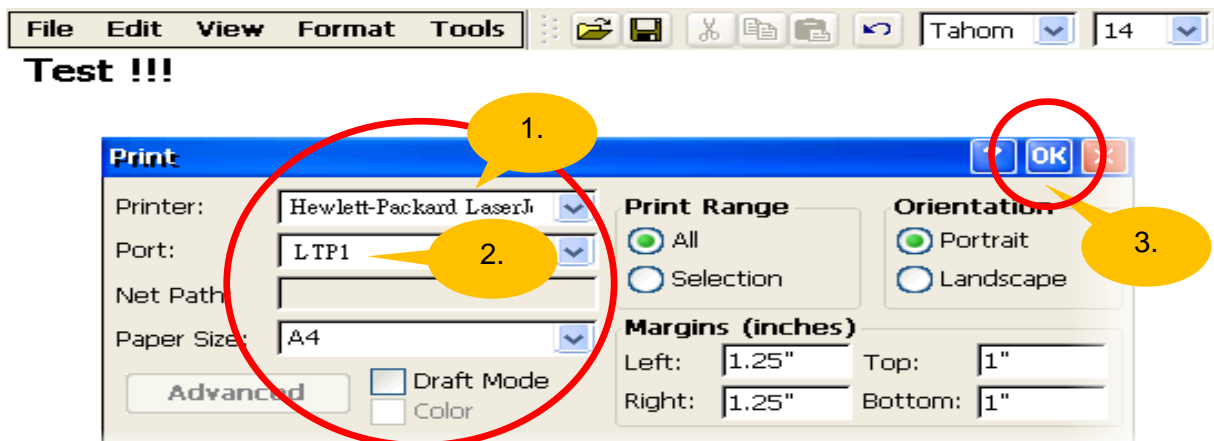 File Edit View Format Tools Tahom 14
Test !!!
1.
Print ? OK ×
Printer: Hewlett-Packard LaserJ
Port: LTP1
2.
Net Path:
Paper Size: A4
Advanced
Draft Mode
Color
Print Range
All
Selection
Orientation
Portrait
Landscape
3.
Margins (inches)
Left: 1.25" Top: 1"
Right: 1.25" Bottom: 1"